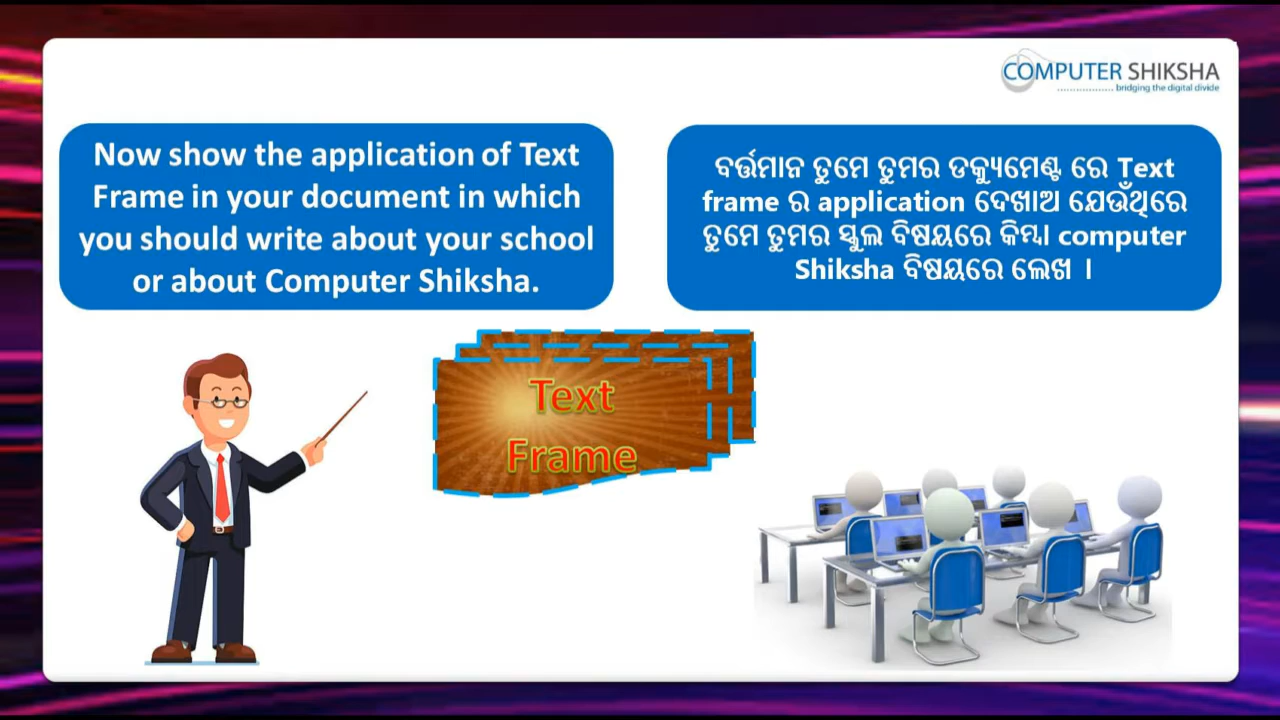 COMPUTER SHIKSHA
bridging the digital divide
Now show the application of Text
Frame in your document in which
you should write about your school
or about Computer Shiksha.
ବର୍ତ୍ତମାନ ତୁମେ ତୁମର ଡକ୍ୟୁମେଣ୍ଟ ରେ Text
frame ର application ଦେଖାଅ ଯେଉଁଥିରେ
ତୁମେ ତୁମର ସ୍କୁଲ ବିଷୟରେ କିମ୍ବା computer
Shiksha ବିଷୟରେ ଲେଖ ।
Text
Frame